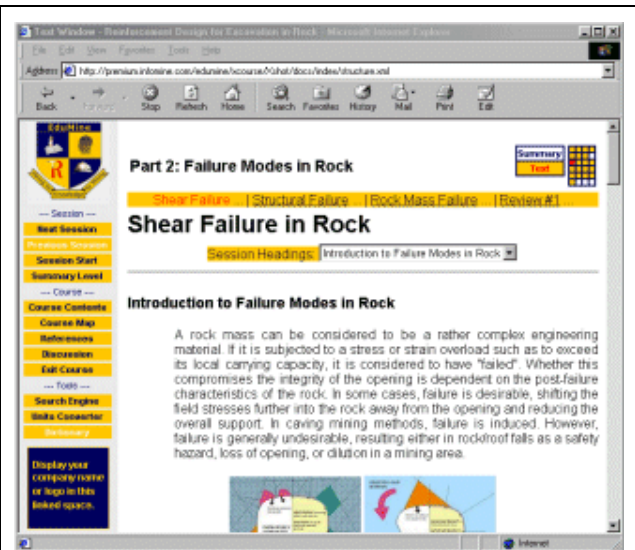 Text Window - Reinforcement Design for Excavation in Rock - Microsoft Internet Explorer
File Edit View Favorites Tools Help
Address http://premium.infomine.com/edumine/xcourse/Xghat/docs/index/structure.xml
Back Forward Stop Refresh Home Search Favorites History Mail Print Edit
EduMine
R
--- Session ---
Next Session
Previous Session
Session Start
Summary Level
--- Course ---
Course Contents
Course Map
References
Discussion
Exit Course
--- Tools ---
Search Engine
Units Converter
Dictionary
Display your
company name
or logo in this
linked space.
Part 2: Failure Modes in Rock
Summary
Text
Shear Failure ... | Structural Failure ... | Rock Mass Failure ... | Review #1 ...
Shear Failure in Rock
Session Headings: Introduction to Failure Modes in Rock
Introduction to Failure Modes in Rock
A rock mass can be considered to be a rather complex engineering
material. If it is subjected to a stress or strain overload such as to exceed
its local carrying capacity, it is considered to have "failed". Whether this
compromises the integrity of the opening is dependent on the post-failure
characteristics of the rock. In some cases, failure is desirable, shifting the
field stresses further into the rock away from the opening and reducing the
overall support. In caving mining methods, failure is induced. However,
failure is generally undesirable, resulting either in rock/roof falls as a safety
hazard, loss of opening, or dilution in a mining area.
Internet